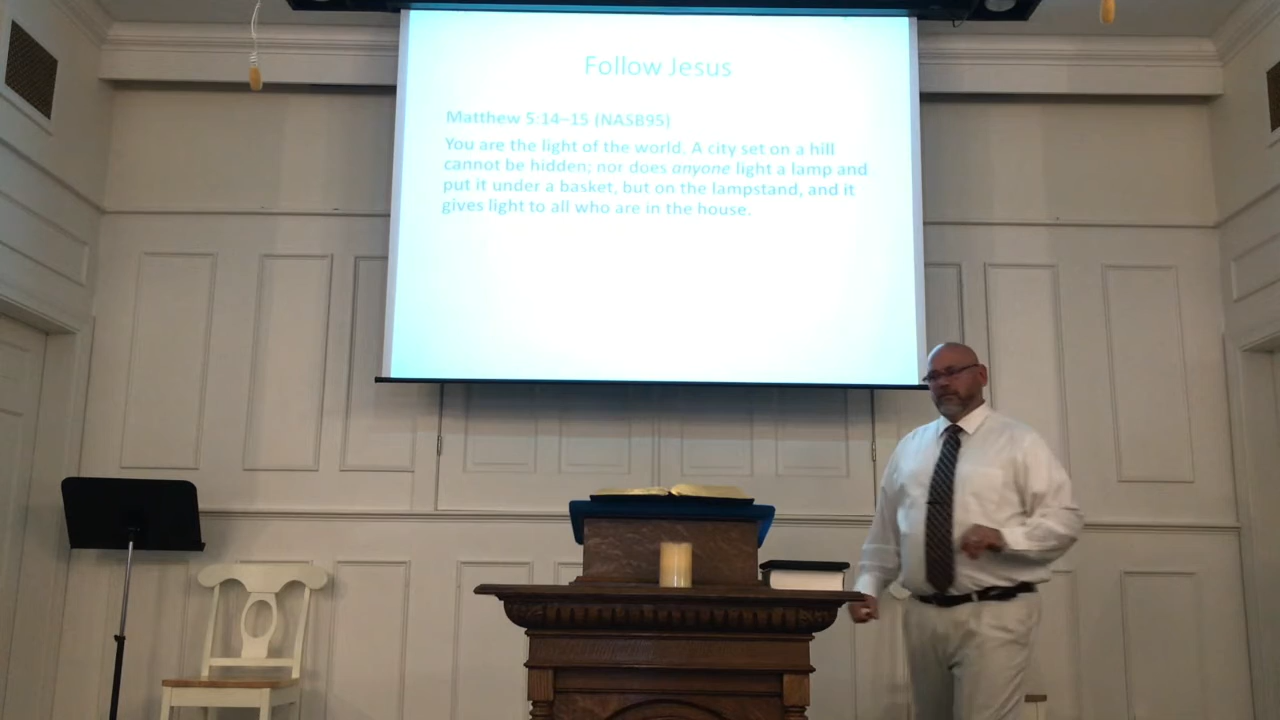 Follow Jesus
Matthew 5:14–15 (NASB95)
You are the light of the world. A city set on a hill
cannot be hidden; nor does anyone light a lamp and
put it under a basket, but on the lampstand, and it
gives light to all who are in the house.